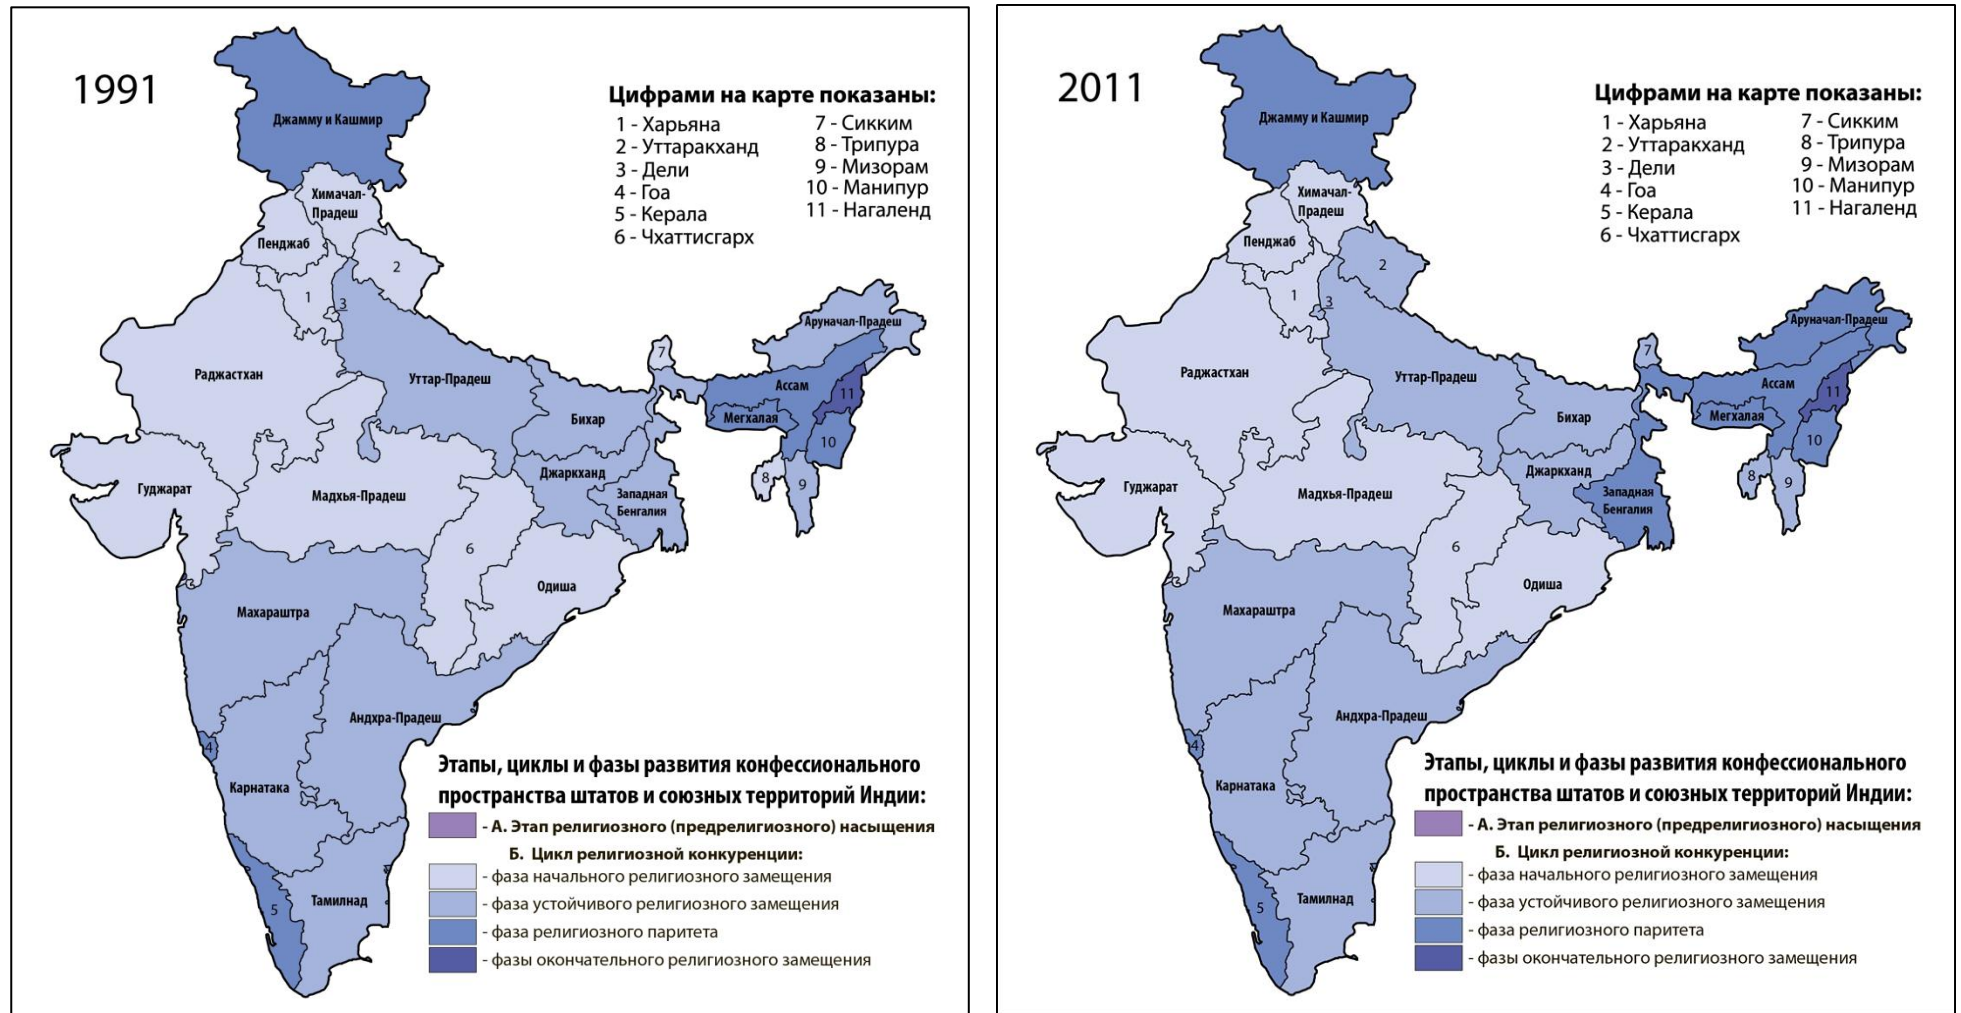 1991
Цифрами на карте показаны:
1 - Харьяна
2 - Уттаракханд
3 - Дели
4 - Гоа
5 - Керала
6 - Чхаттисгарх
7 - Сикким
8 - Трипура
9 - Мизорам
10 - Манипур
11 - Нагаленд
Джамму и Кашмир
Химачал-
Прадеш
Пенджаб
2
1
3
Раджастхан
Уттар-Прадеш
Бихар
7
Аруначал-Прадеш
Ассам
11
Мегхалая
10
8
9
Гуджарат
Мадхья-Прадеш
Джаркханд
Западная
Бенгалия
6
Одиша
Махараштра
Андхра-Прадеш
4
Карнатака
5
Тамилнад
Этапы, циклы и фазы развития конфессионального
пространства штатов и союзных территорий Индии:
- А. Этап религиозного (предрелигиозного) насыщения
Б. Цикл религиозной конкуренции:
- фаза начального религиозного замещения
- фаза устойчивого религиозного замещения
- фаза религиозного паритета
- фазы окончательного религиозного замещения
2011
Цифрами на карте показаны:
1 - Харьяна
2 - Уттаракханд
3 - Дели
4 - Гоа
5 - Керала
6 - Чхаттисгарх
7 - Сикким
8 - Трипура
9 - Мизорам
10 - Манипур
11 - Нагаленд
Джамму и Кашмир
Химачал-
Прадеш
Пенджаб
2
1
3
Раджастхан
Уттар-Прадеш
Бихар
7
Аруначал-Прадеш
Ассам
11
Мегхалая
10
8
9
Гуджарат
Мадхья-Прадеш
Джаркханд
Западная
Бенгалия
6
Одиша
Махараштра
Андхра-Прадеш
4
Карнатака
5
Тамилнад
Этапы, циклы и фазы развития конфессионального
пространства штатов и союзных территорий Индии:
- А. Этап религиозного (предрелигиозного) насыщения
Б. Цикл религиозной конкуренции:
- фаза начального религиозного замещения
- фаза устойчивого религиозного замещения
- фаза религиозного паритета
- фазы окончательного религиозного замещения